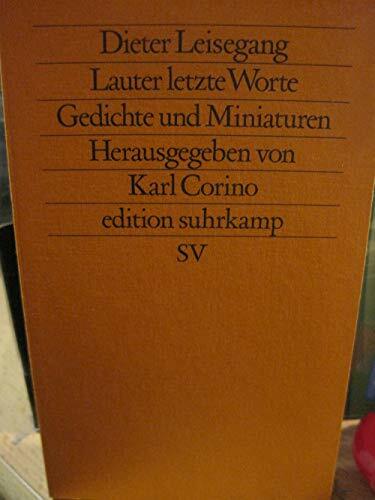 Dieter Leisegang
Lauter letzte Worte
Gedichte und Miniaturen
Herausgegeben von
Karl Corino
edition suhrkamp
SV